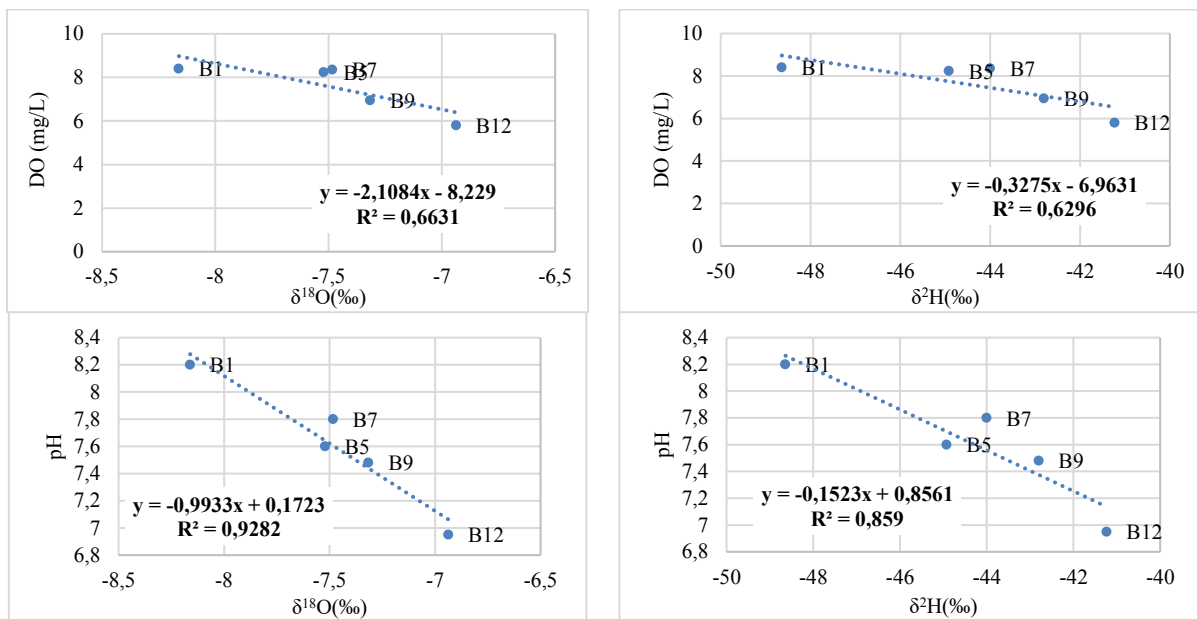 10
8
6
4
2
0
DO (mg/L)
B1
B5
B7
B9
B12
y = -2,1084x - 8,229
R² = 0,6631
-8,5 -8 -7,5 -7 -6,5
δ¹⁸O(‰)
10
8
6
4
2
0
DO (mg/L)
B1
B5
B7
B9
B12
y = -0,3275x - 6,9631
R² = 0,6296
-50 -48 -46 -44 -42 -40
δ²H(‰)
8,4
8,2
8
7,8
7,6
7,4
7,2
7
6,8
pH
B1
B7
B5
B9
B12
y = -0,9933x + 0,1723
R² = 0,9282
-8,5 -8 -7,5 -7 -6,5
δ¹⁸O(‰)
8,4
8,2
8
7,8
7,6
7,4
7,2
7
6,8
pH
B1
B7
B5
B9
B12
y = -0,1523x + 0,8561
R² = 0,859
-50 -48 -46 -44 -42 -40
δ²H(‰)